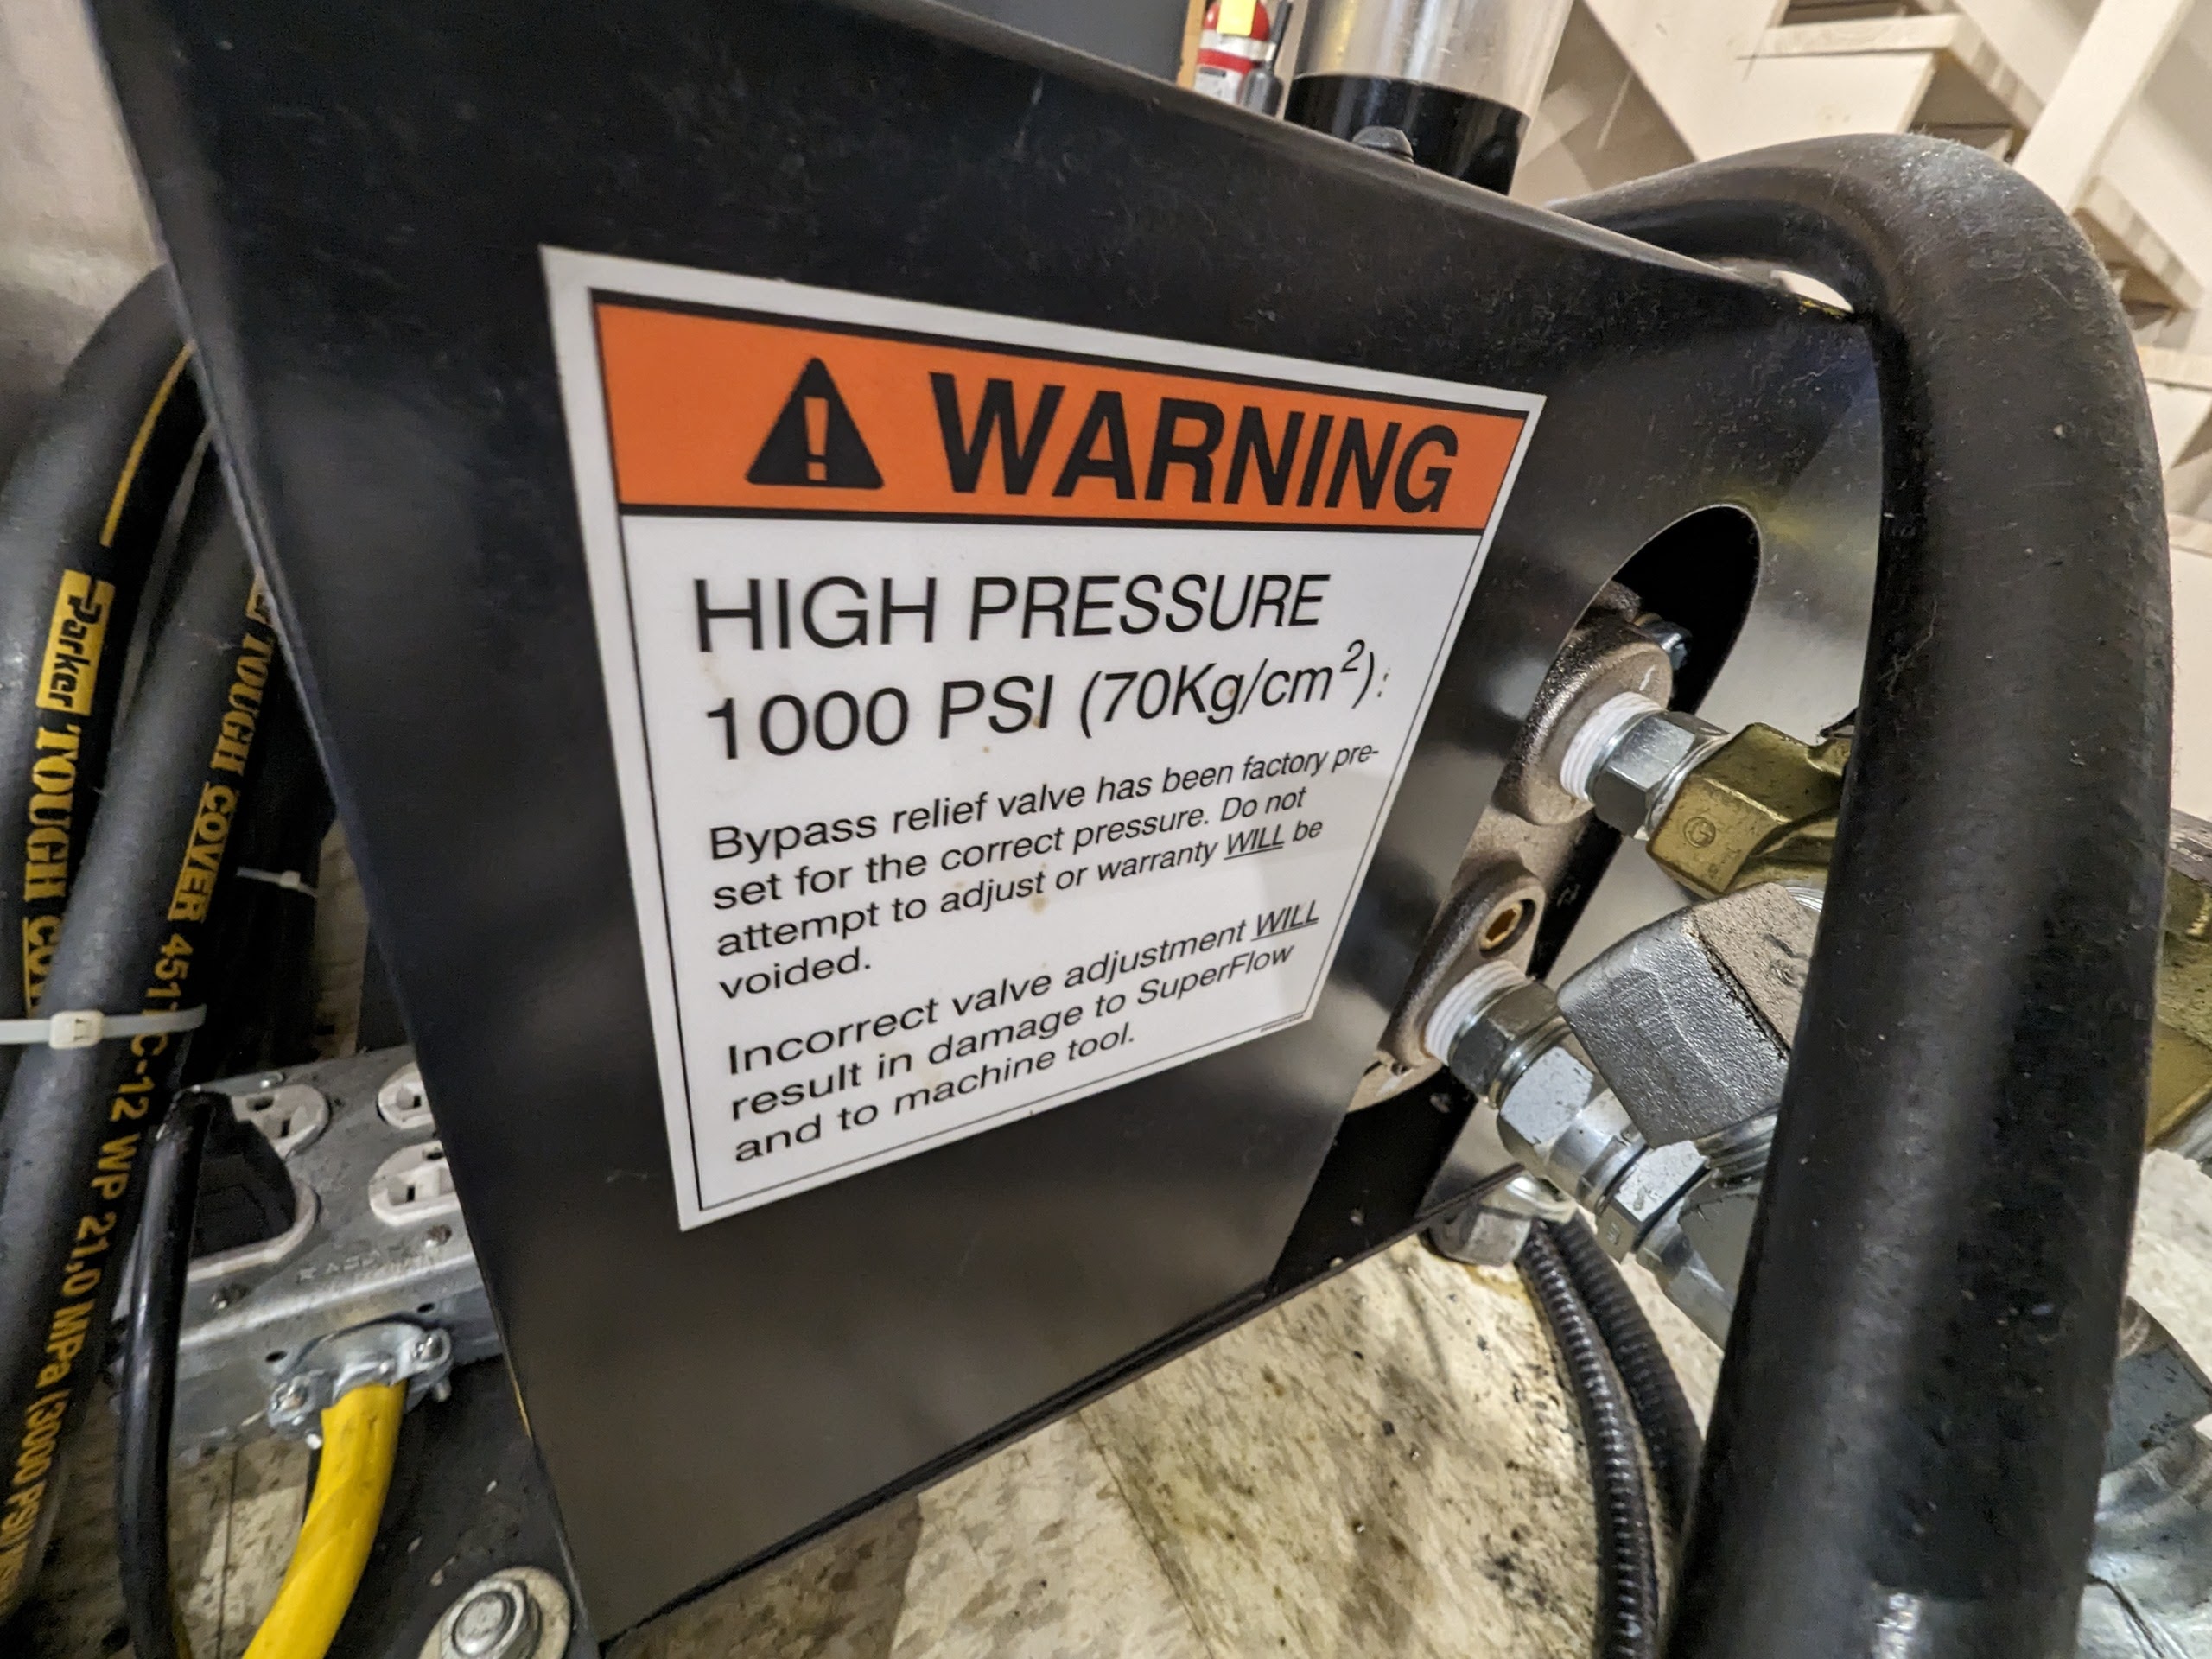 WARNING
HIGH PRESSURE
1000 PSI (70Kg/cm²):
Bypass relief valve has been factory pre-
set for the correct pressure. Do not
attempt to adjust or warranty WILL be
voided.
Incorrect valve adjustment WILL
result in damage to SuperFlow
and to machine tool.
Parker TOUGH
TOUGH COVER 451 C-12 WP 21,0 MPa (3000 PSI)